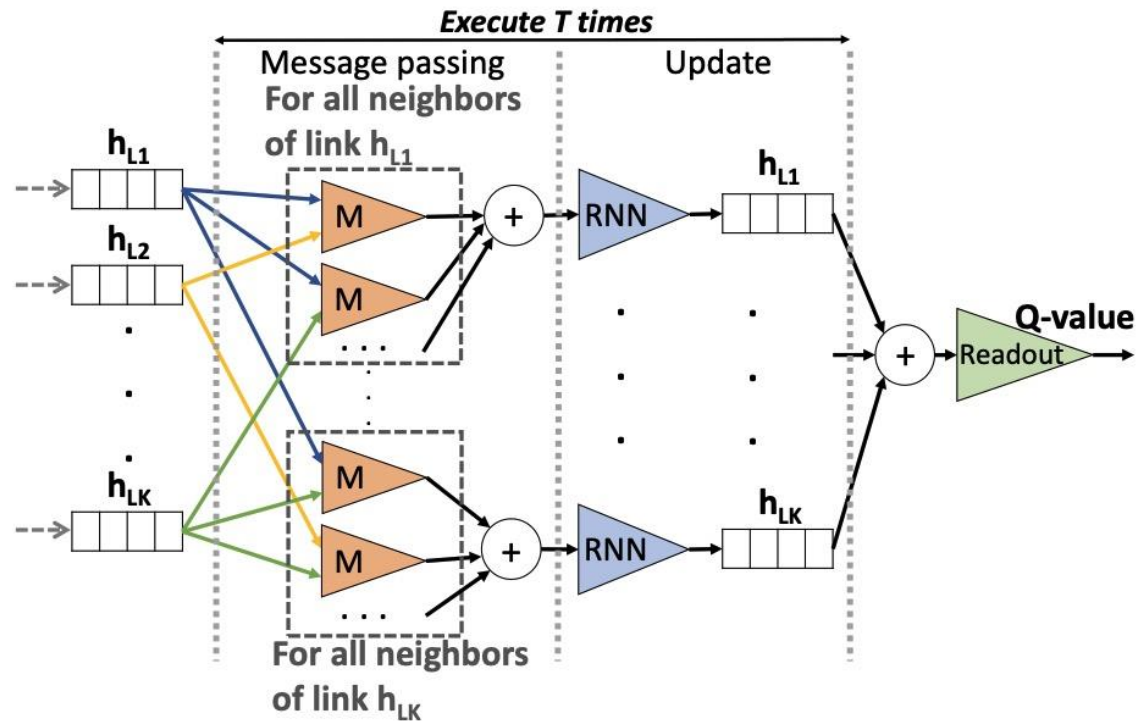 Execute T times
Message passing
Update
For all neighbors
of link hL1
hL1
hL2
hLK
M
M
. . .
+
RNN
hL1
M
M
. . .
+
RNN
hLK
+
Q-value
Readout
For all neighbors
of link hLK